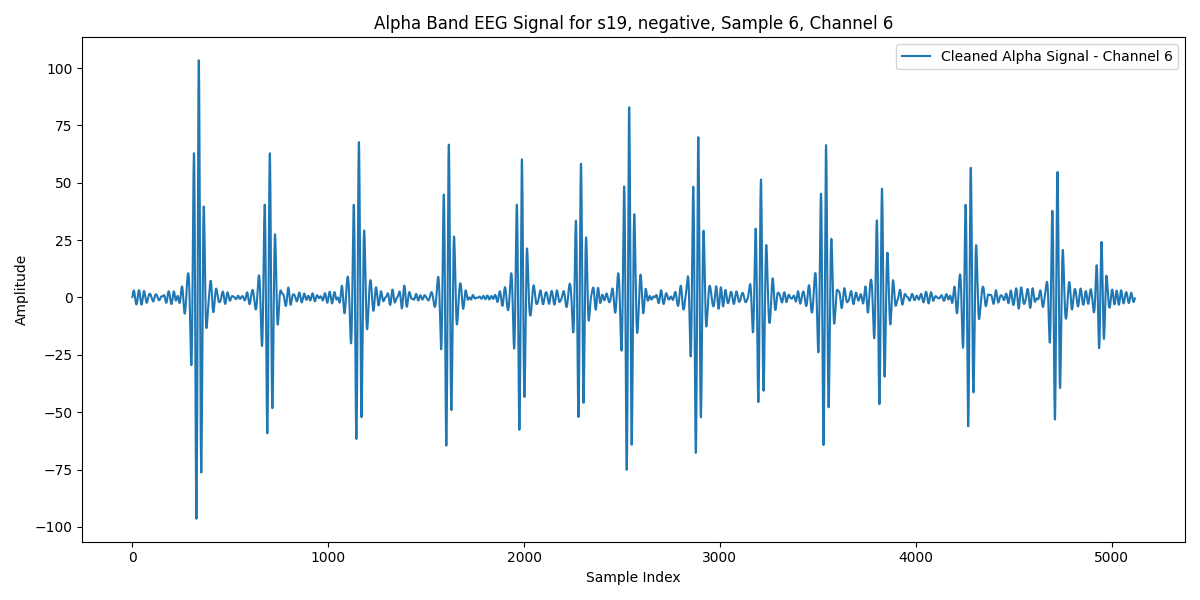 Alpha Band EEG Signal for s19, negative, Sample 6, Channel 6
Cleaned Alpha Signal - Channel 6
Amplitude
100
75
50
25
0
−25
−50
−75
−100
0 1000 2000 3000 4000 5000
Sample Index